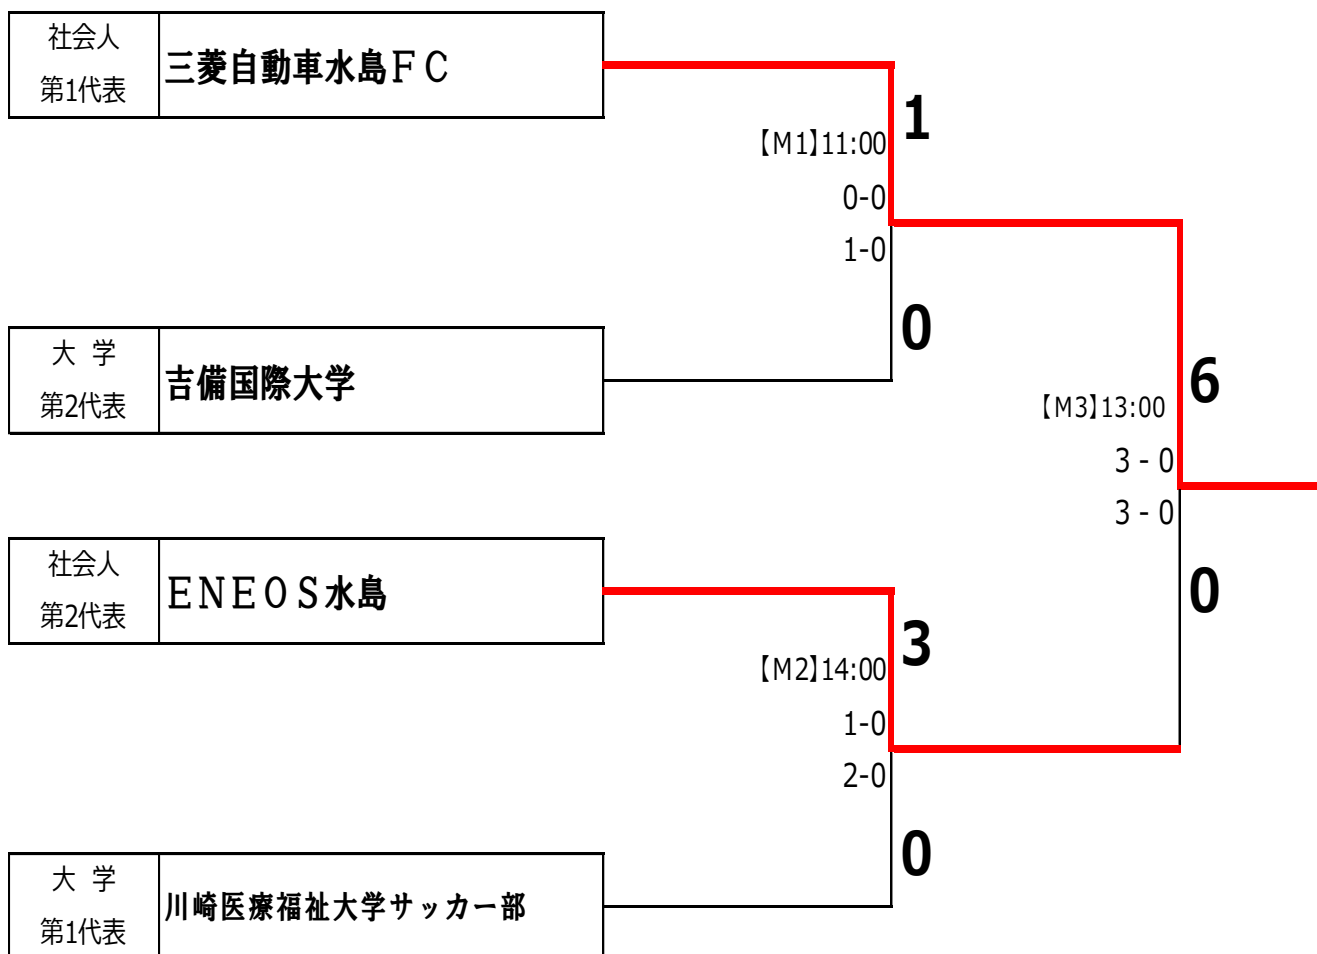 社会人
第1代表
三菱自動車水島ＦＣ
1
【M1】11:00
0-0
1-0
0
大 学
第2代表
吉備国際大学
6
【M3】13:00
3 - 0
3 - 0
0
社会人
第2代表
ＥＮＥＯＳ水島
3
【M2】14:00
1-0
2-0
0
大 学
第1代表
川崎医療福祉大学サッカー部